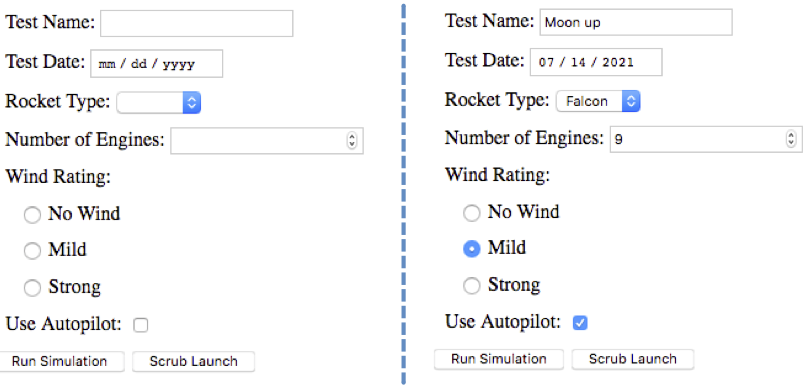 Test Name:
Test Date: mm / dd / yyyy
Rocket Type:
Number of Engines:
Wind Rating:
No Wind
Mild
Strong
Use Autopilot:
Run Simulation Scrub Launch
Test Name: Moon up
Test Date: 07 / 14 / 2021
Rocket Type: Falcon
Number of Engines: 9
Wind Rating:
No Wind
Mild
Strong
Use Autopilot:
Run Simulation Scrub Launch